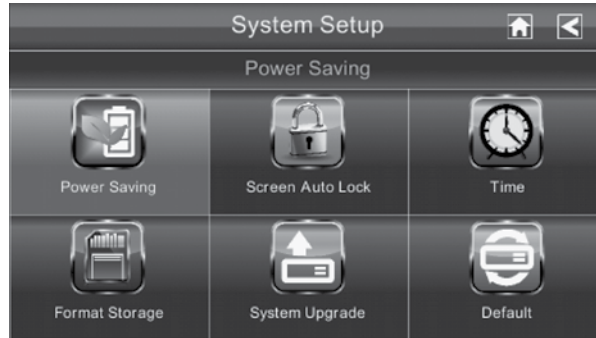 System Setup
Power Saving
Power Saving
Screen Auto Lock
Time
Format Storage
System Upgrade
Default